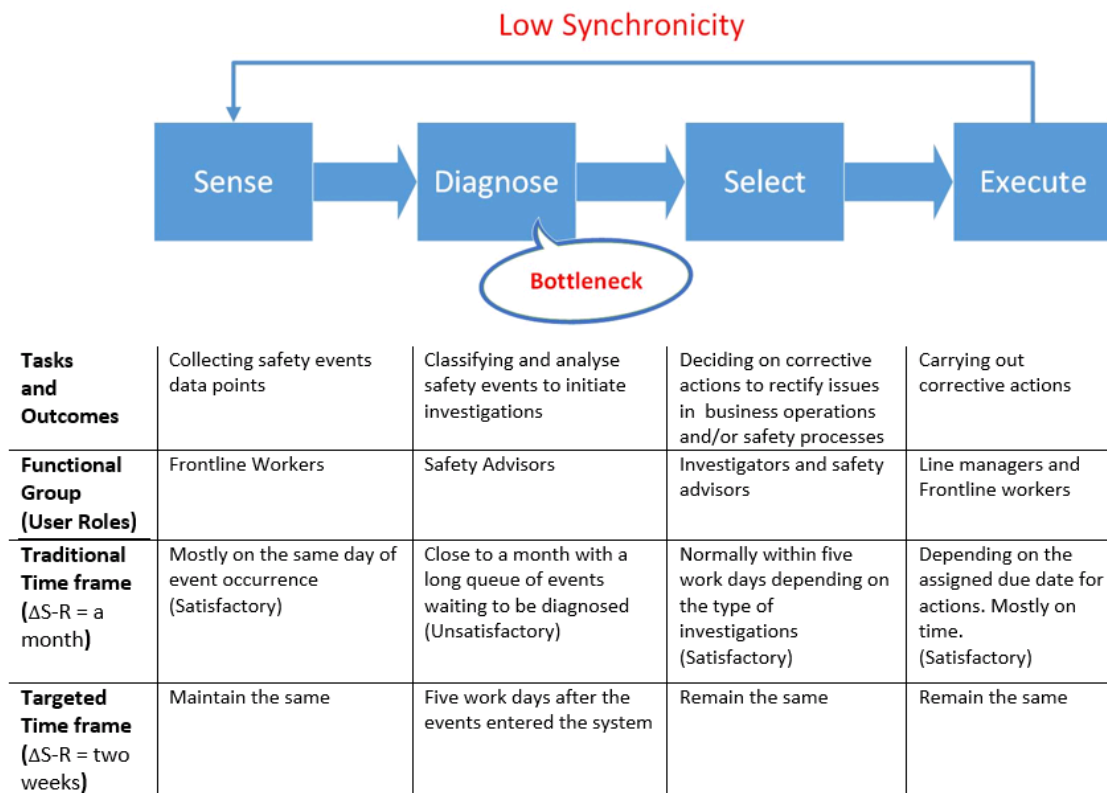 Low Synchronicity
Sense
Diagnose
Select
Execute
Bottleneck
Tasks
and
Outcomes
Collecting safety events
data points
Classifying and analyse
safety events to initiate
investigations
Deciding on corrective
actions to rectify issues
in business operations
and/or safety processes
Carrying out
corrective actions
Functional
Group
(User Roles)
Frontline Workers
Safety Advisors
Investigators and safety
advisors
Line managers and
Frontline workers
Traditional
Time frame
(ΔS-R = a
month)
Mostly on the same day of
event occurrence
(Satisfactory)
Close to a month with a
long queue of events
waiting to be diagnosed
(Unsatisfactory)
Normally within five
work days depending on
the type of
investigations
(Satisfactory)
Depending on the
assigned due date for
actions. Mostly on
time.
(Satisfactory)
Targeted
Time frame
(ΔS-R = two
weeks)
Maintain the same
Five work days after the
events entered the system
Remain the same
Remain the same